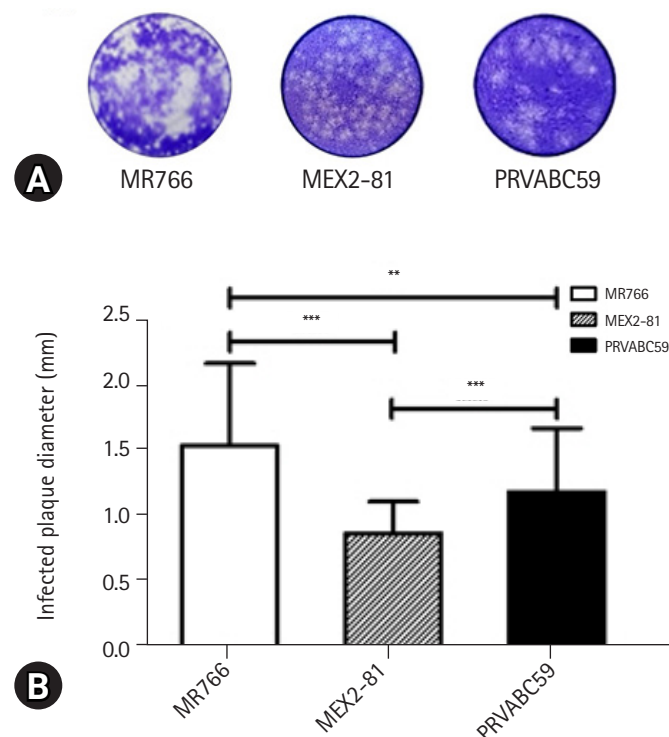 A
MR766
MEX2-81
PRVABC59
B
Infected plaque diameter (mm)
2.5
2.0
1.5
1.0
0.5
0.0
**
***
***
MR766
MEX2-81
PRVABC59
MR766
MEX2-81
PRVABC59